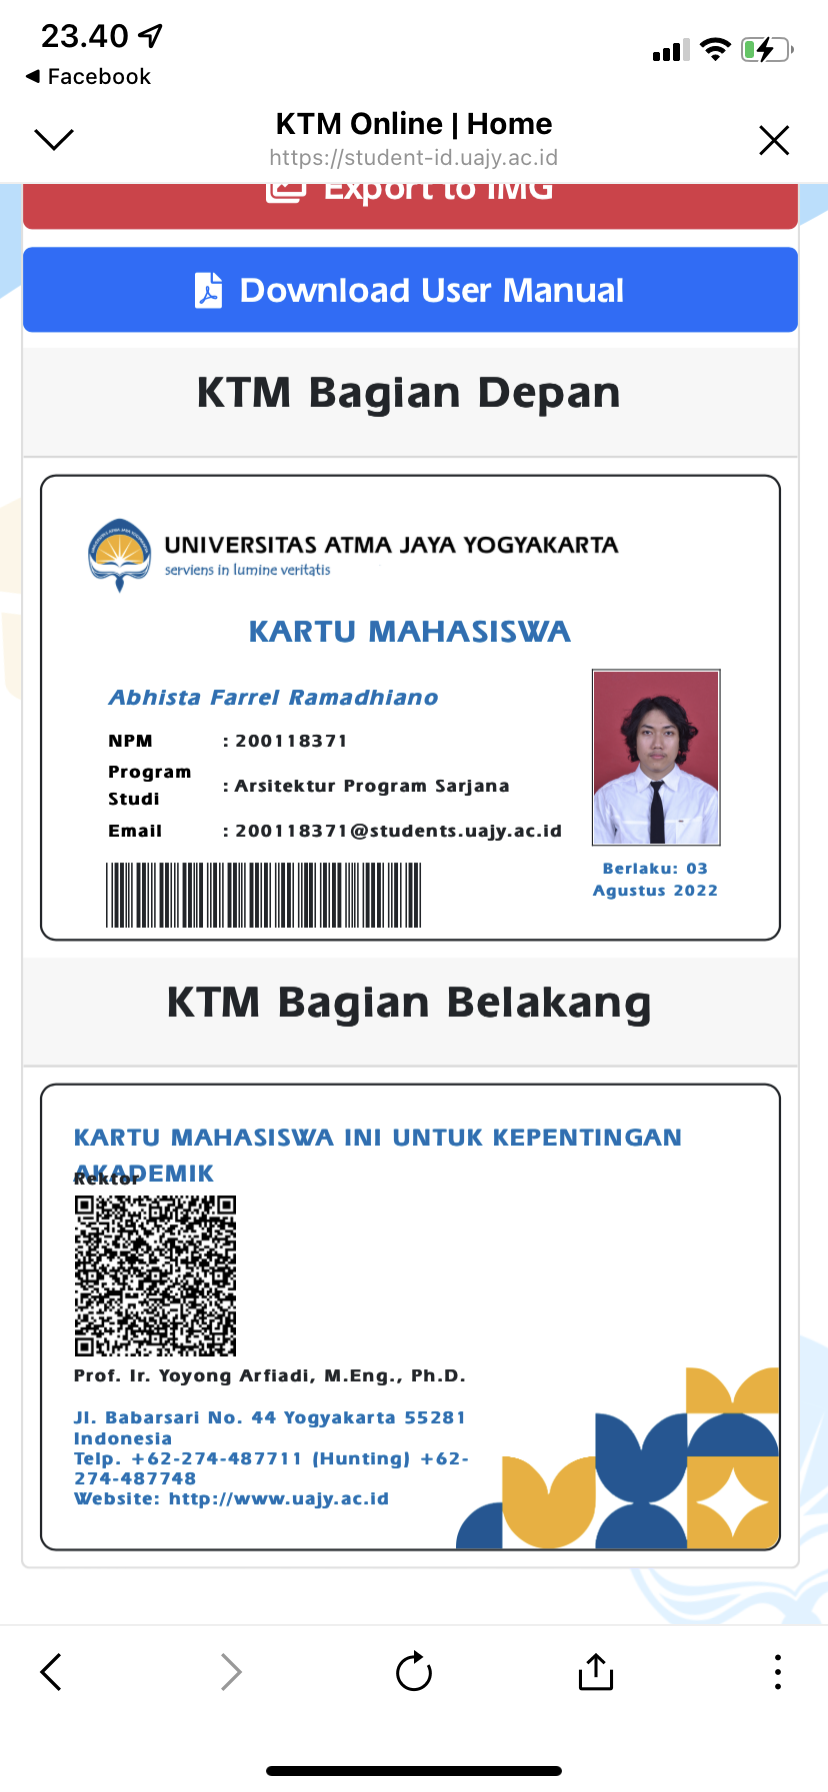 23.40
◀ Facebook
KTM Online | Home
https://student-id.uajy.ac.id
Export to IMG
Download User Manual
KTM Bagian Depan
UNIVERSITAS ATMA JAYA YOGYAKARTA
serviens in lumine veritatis
KARTU MAHASISWA
Abhista Farrel Ramadhiano
NPM : 200118371
Program Studi : Arsitektur Program Sarjana
Email : 200118371@students.uajy.ac.id
Berlaku: 03
Agustus 2022
KTM Bagian Belakang
KARTU MAHASISWA INI UNTUK KEPENTINGAN
AKADEMIK
Rektor
Prof. Ir. Yoyong Arfiadi, M.Eng., Ph.D.
Jl. Babarsari No. 44 Yogyakarta 55281
Indonesia
Telp. +62-274-487711 (Hunting) +62-
274-487748
Website: http://www.uajy.ac.id